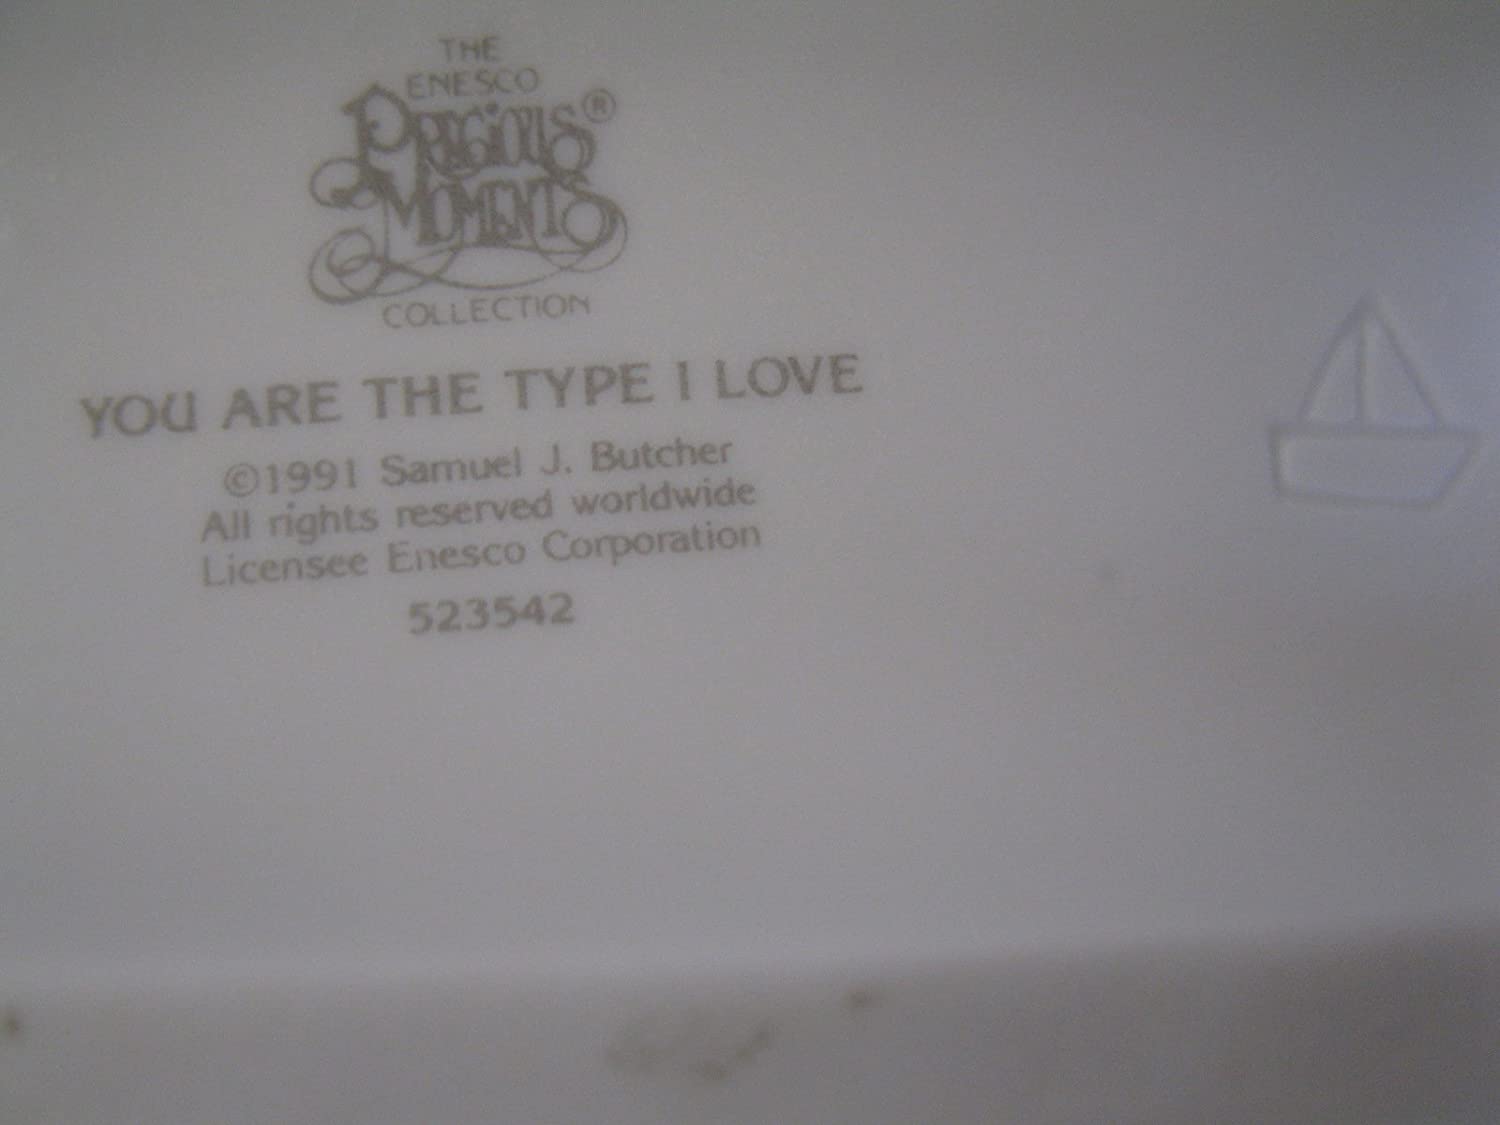 THE
ENESCO
PRECIOUS®
MOMENTS
COLLECTION
YOU ARE THE TYPE I LOVE
©1991 Samuel J. Butcher
All rights reserved worldwide
Licensee Enesco Corporation
523542